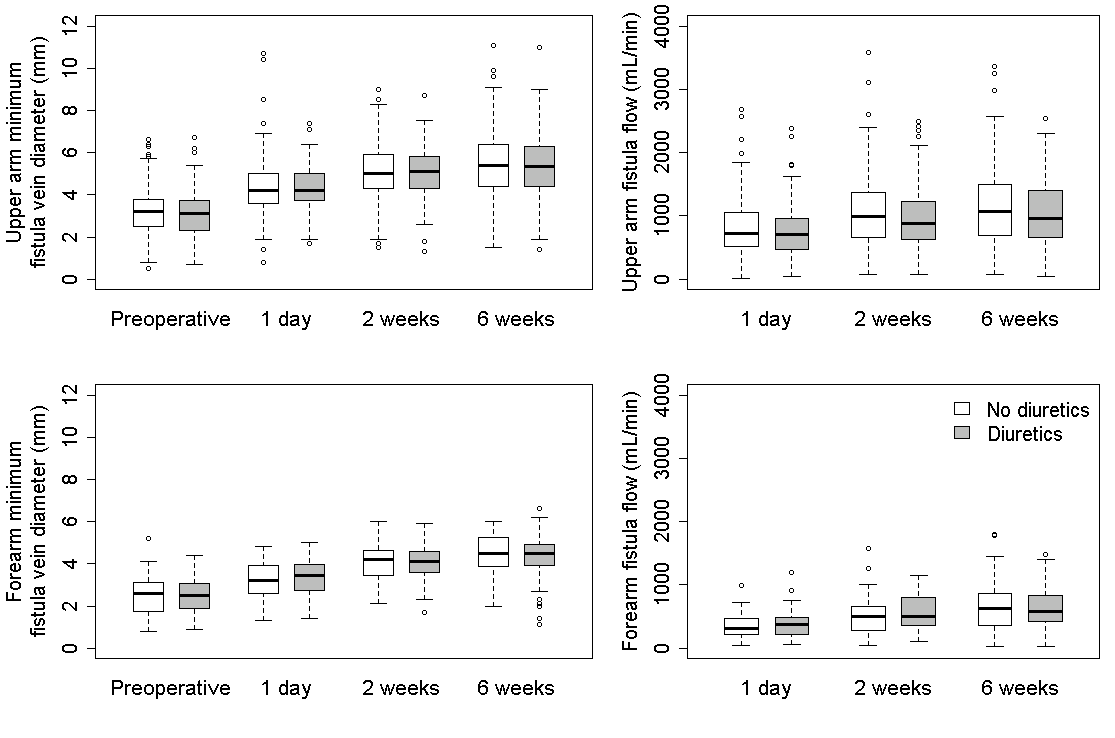 Upper arm minimum
fistula vein diameter (mm)
12
10
8
6
4
2
0
Preoperative 1 day 2 weeks 6 weeks
Upper arm fistula flow (mL/min)
4000
3000
2000
1000
0
1 day 2 weeks 6 weeks
Forearm minimum
fistula vein diameter (mm)
12
10
8
6
4
2
0
Preoperative 1 day 2 weeks 6 weeks
Forearm fistula flow (mL/min)
4000
3000
2000
1000
0
No diuretics
Diuretics
1 day 2 weeks 6 weeks